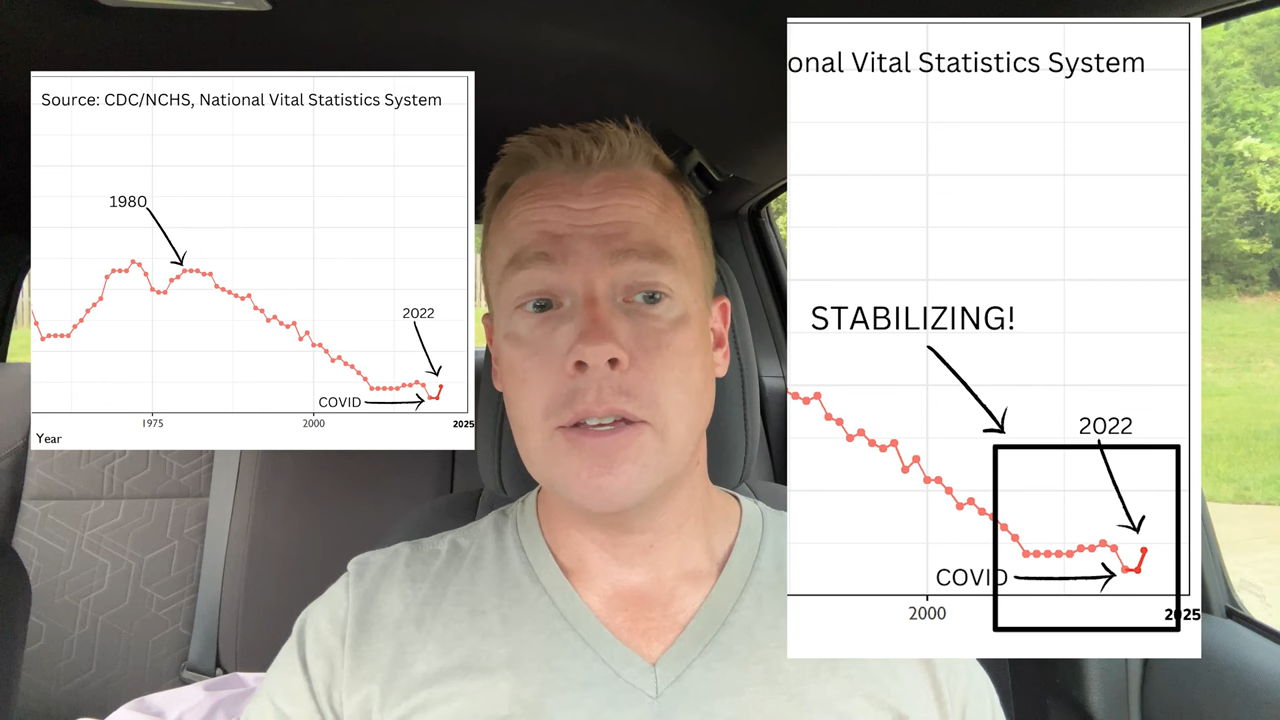 Source: CDC/NCHS, National Vital Statistics System
1980
2022
COVID
1975
2000
2025
Year
onal Vital Statistics System
STABILIZING!
2022
COVID
2000
2025